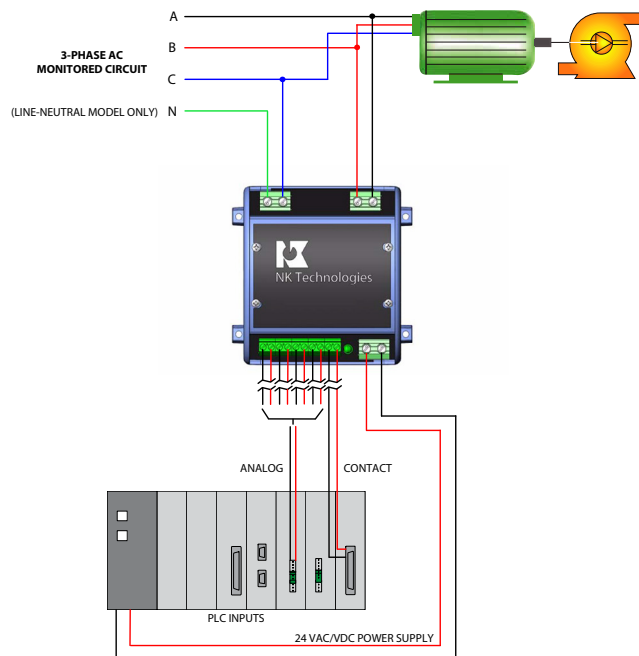 A
3-PHASE AC
MONITORED CIRCUIT
B
C
(LINE-NEUTRAL MODEL ONLY) N
NK Technologies
ANALOG
CONTACT
PLC INPUTS
24 VAC/VDC POWER SUPPLY